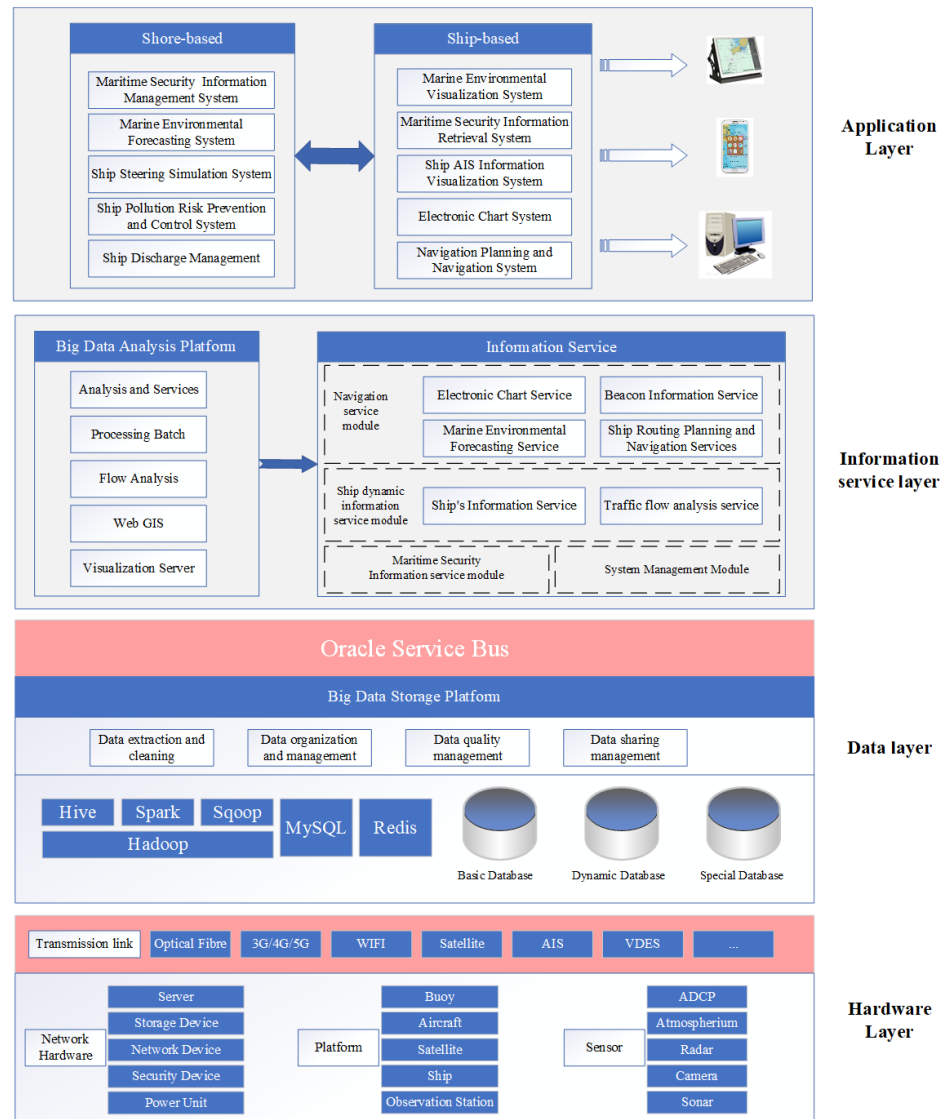 Shore-based
Maritime Security Information
Management System
Marine Environmental
Forecasting System
Ship Steering Simulation System
Ship Pollution Risk Prevention
and Control System
Ship Discharge Management
Ship-based
Marine Environmental
Visualization System
Maritime Security Information
Retrieval System
Ship AIS Information
Visualization System
Electronic Chart System
Navigation Planning and
Navigation System
Application
Layer
Big Data Analysis Platform
Analysis and Services
Processing Batch
Flow Analysis
Web GIS
Visualization Server
Information Service
Navigation
service
module
Electronic Chart Service
Beacon Information Service
Marine Environmental
Forecasting Service
Ship Routing Planning and
Navigation Services
Ship dynamic
information
service module
Ship's Information Service
Traffic flow analysis service
Maritime Security
Information service module
System Management Module
Information
service layer
Oracle Service Bus
Big Data Storage Platform
Data extraction and
cleaning
Data organization
and management
Data quality
management
Data sharing
management
Hive
Spark
Sqoop
Hadoop
MySQL
Redis
Basic Database
Dynamic Database
Special Database
Data layer
Transmission link
Optical Fibre
3G/4G/5G
WIFI
Satellite
AIS
VDES
...
Network
Hardware
Server
Storage Device
Network Device
Security Device
Power Unit
Platform
Buoy
Aircraft
Satellite
Ship
Observation Station
Sensor
ADCP
Atmospherium
Radar
Camera
Sonar
Hardware
Layer